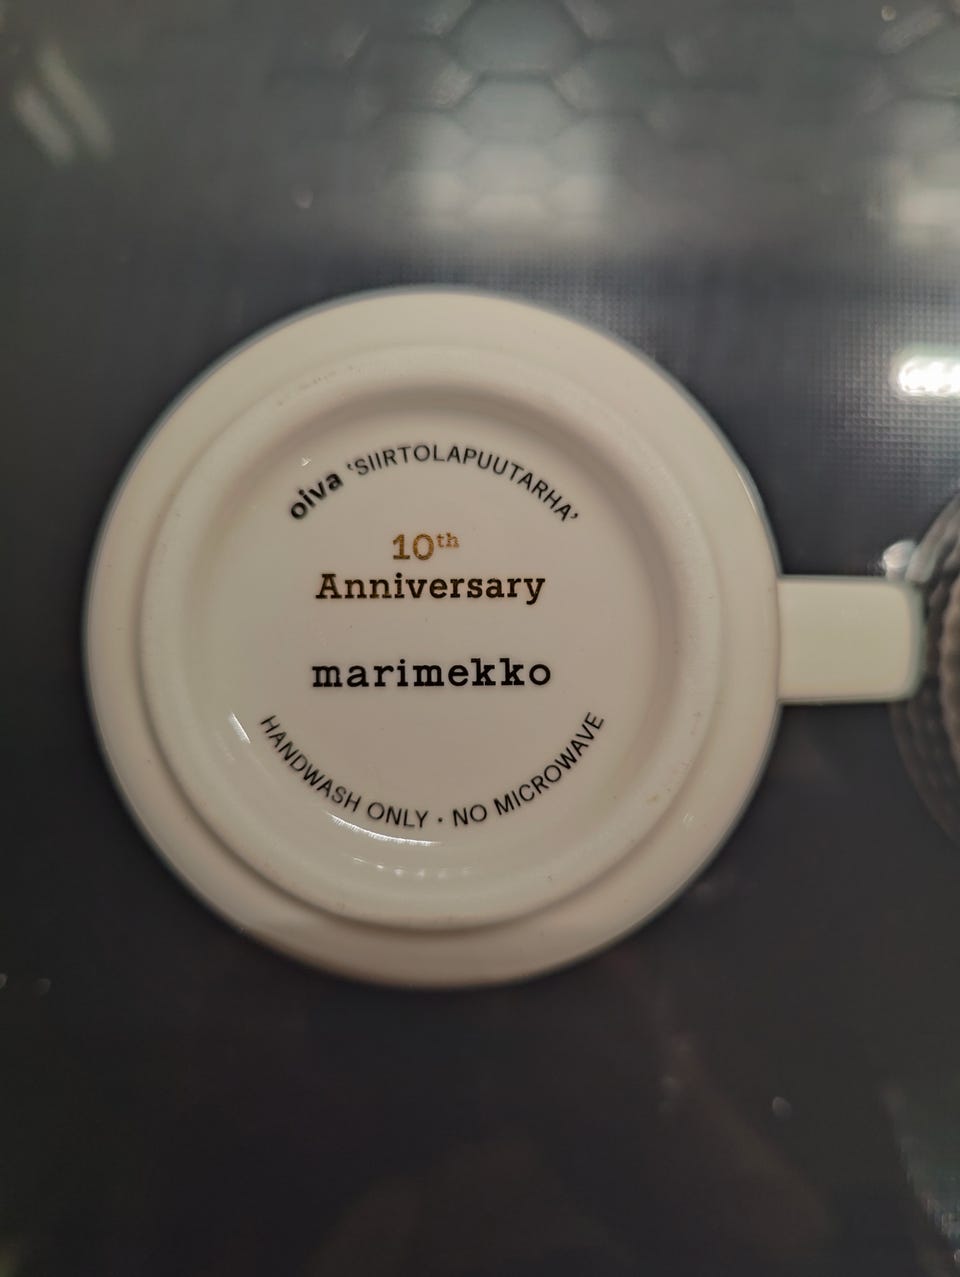 oiva ‘SIIRTOLAPUUTARHA’
10th
Anniversary
marimekko
HANDWASH ONLY · NO MICROWAVE